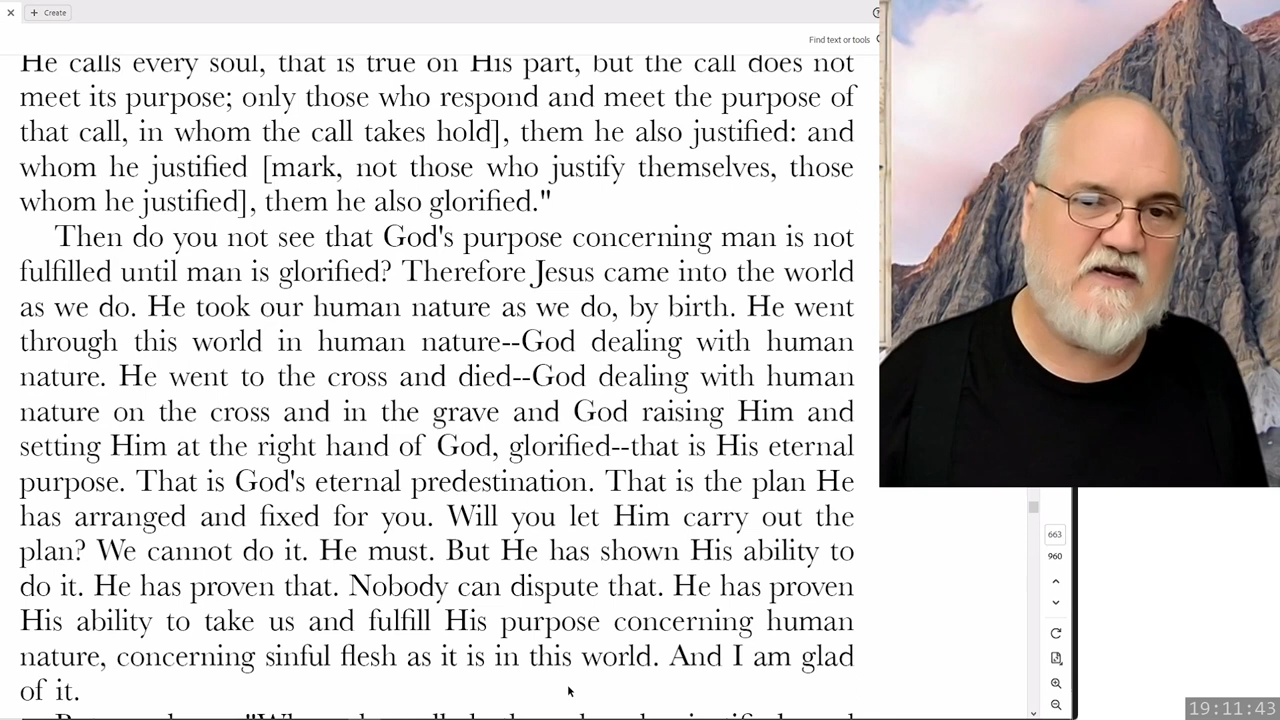 Create
Find text or tools
He calls every soul, that is true on His part, but the call does not
meet its purpose; only those who respond and meet the purpose of
that call, in whom the call takes hold], them he also justified: and
whom he justified [mark, not those who justify themselves, those
whom he justified], them he also glorified."
Then do you not see that God's purpose concerning man is not
fulfilled until man is glorified? Therefore Jesus came into the world
as we do. He took our human nature as we do, by birth. He went
through this world in human nature--God dealing with human
nature. He went to the cross and died--God dealing with human
nature on the cross and in the grave and God raising Him and
setting Him at the right hand of God, glorified--that is His eternal
purpose. That is God's eternal predestination. That is the plan He
has arranged and fixed for you. Will you let Him carry out the
plan? We cannot do it. He must. But He has shown His ability to
do it. He has proven that. Nobody can dispute that. He has proven
His ability to take us and fulfill His purpose concerning human
nature, concerning sinful flesh as it is in this world. And I am glad
of it.
663
960
19:11:43